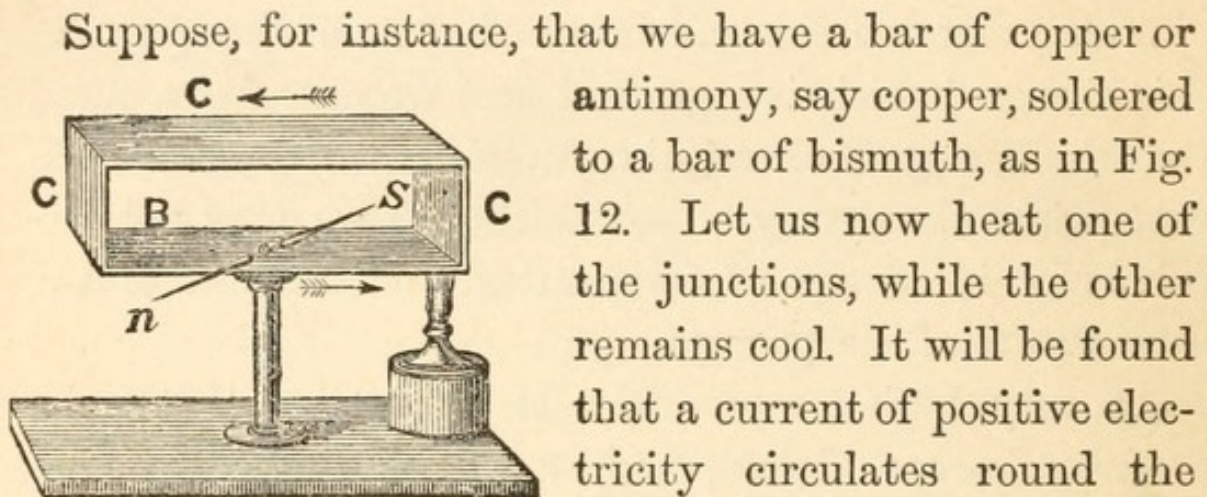 Suppose, for instance, that we have a bar of copper or
antimony, say copper, soldered
to a bar of bismuth, as in Fig.
12. Let us now heat one of
the junctions, while the other
remains cool. It will be found
that a current of positive elec-
tricity circulates round the
C
C
B
S
C
n